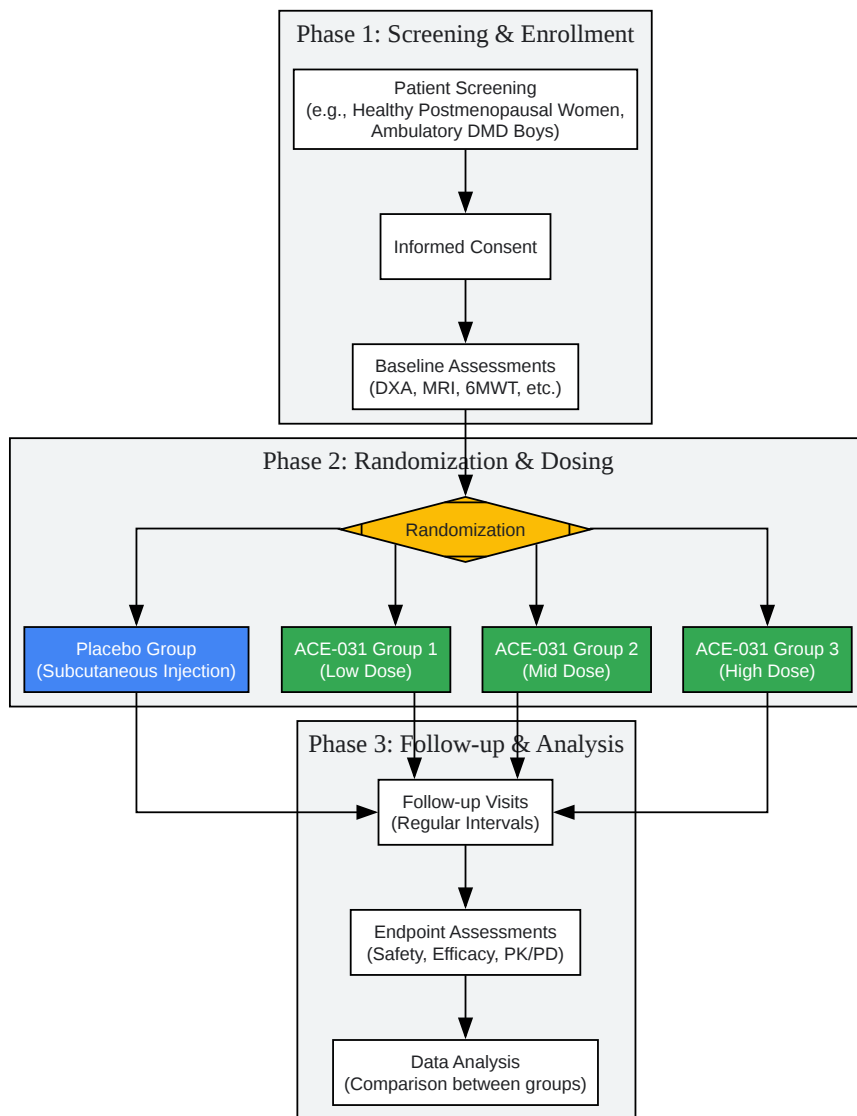 Phase 1: Screening & Enrollment
Patient Screening
(e.g., Healthy Postmenopausal Women,
Ambulatory DMD Boys)
Informed Consent
Baseline Assessments
(DXA, MRI, 6MWT, etc.)
Phase 2: Randomization & Dosing
Randomization
Placebo Group
(Subcutaneous Injection)
ACE-031 Group 1
(Low Dose)
ACE-031 Group 2
(Mid Dose)
ACE-031 Group 3
(High Dose)
Phase 3: Follow-up & Analysis
Follow-up Visits
(Regular Intervals)
Endpoint Assessments
(Safety, Efficacy, PK/PD)
Data Analysis
(Comparison between groups)